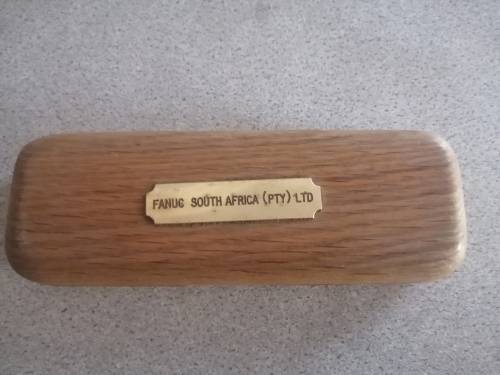 FANUC SOUTH AFRICA (PTY) LTD